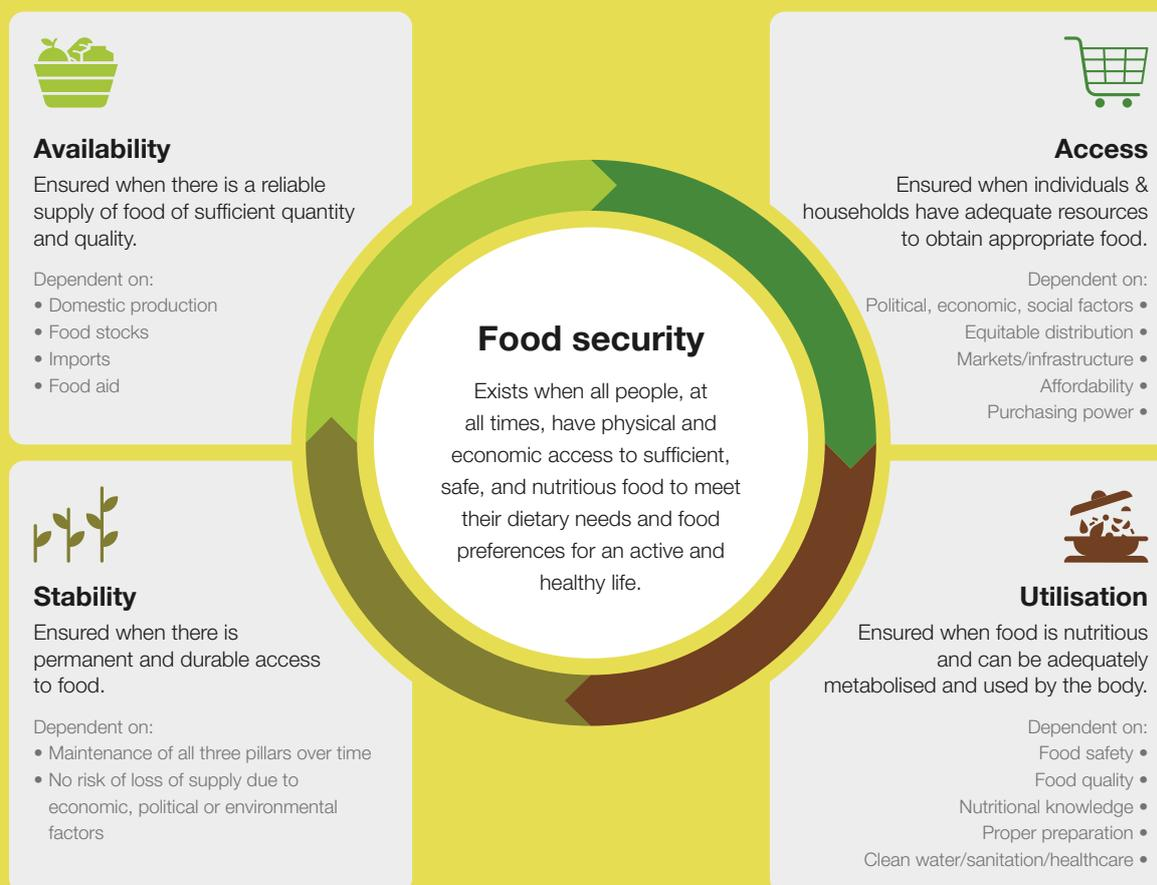 Availability
Ensured when there is a reliable
supply of food of sufficient quantity
and quality.
Dependent on:
• Domestic production
• Food stocks
• Imports
• Food aid
Access
Ensured when individuals &
households have adequate resources
to obtain appropriate food.
Dependent on:
Political, economic, social factors •
Equitable distribution •
Markets/infrastructure •
Affordability •
Purchasing power •
Food security
Exists when all people, at
all times, have physical and
economic access to sufficient,
safe, and nutritious food to meet
their dietary needs and food
preferences for an active and
healthy life.
Stability
Ensured when there is
permanent and durable access
to food.
Dependent on:
• Maintenance of all three pillars over time
• No risk of loss of supply due to
economic, political or environmental
factors
Utilisation
Ensured when food is nutritious
and can be adequately
metabolised and used by the body.
Dependent on:
Food safety •
Food quality •
Nutritional knowledge •
Proper preparation •
Clean water/sanitation/healthcare •